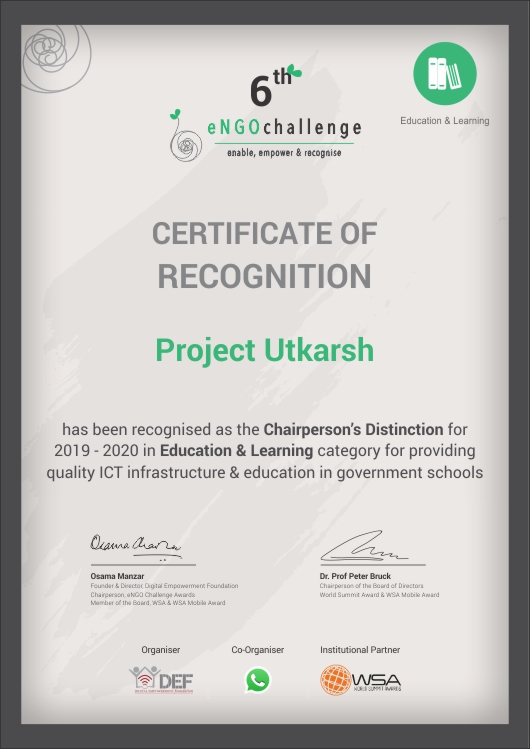 6th
eNGOchallenge
enable, empower & recognise
Education & Learning
CERTIFICATE OF
RECOGNITION
Project Utkarsh
has been recognised as the Chairperson's Distinction for
2019 - 2020 in Education & Learning category for providing
quality ICT infrastructure & education in government schools
Osama Manzar
Osama Manzar
Founder & Director, Digital Empowerment Foundation
Chairperson, eNGO Challenge Awards
Member of the Board, WSA & WSA Mobile Award
Dr. Prof Peter Bruck
Chairperson of the Board of Directors
World Summit Award & WSA Mobile Award
Organiser
DEF
DIGITAL EMPOWERMENT FOUNDATION
Co-Organiser
Institutional Partner
WSA
WORLD SUMMIT AWARDS